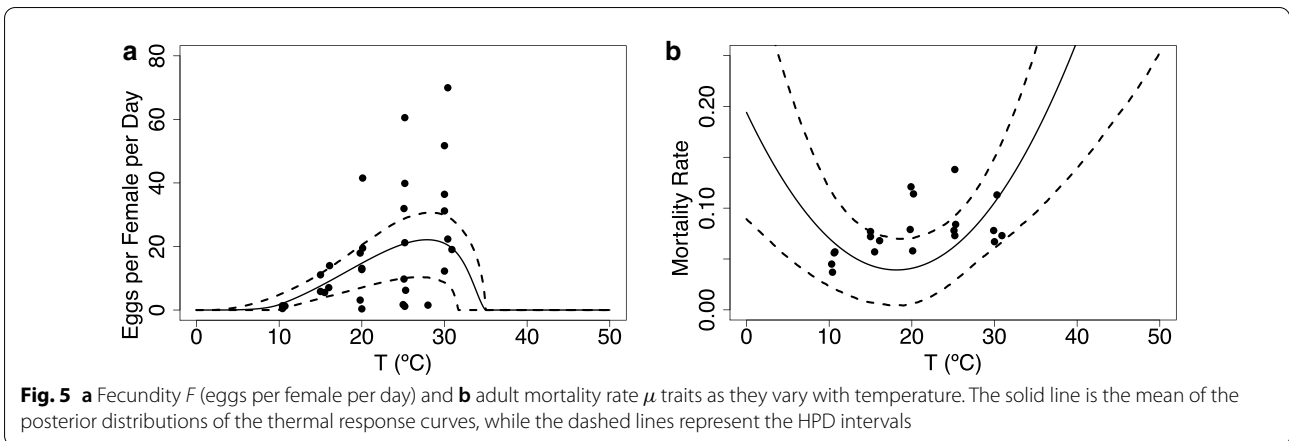 a
80
60
40
20
0
Eggs per Female per Day
0 10 20 30 40 50
T (ºC)
b
0.20
0.10
0.00
Mortality Rate
0 10 20 30 40 50
T (ºC)
Fig. 5 a Fecundity F (eggs per female per day) and b adult mortality rate μ traits as they vary with temperature. The solid line is the mean of the
posterior distributions of the thermal response curves, while the dashed lines represent the HPD intervals